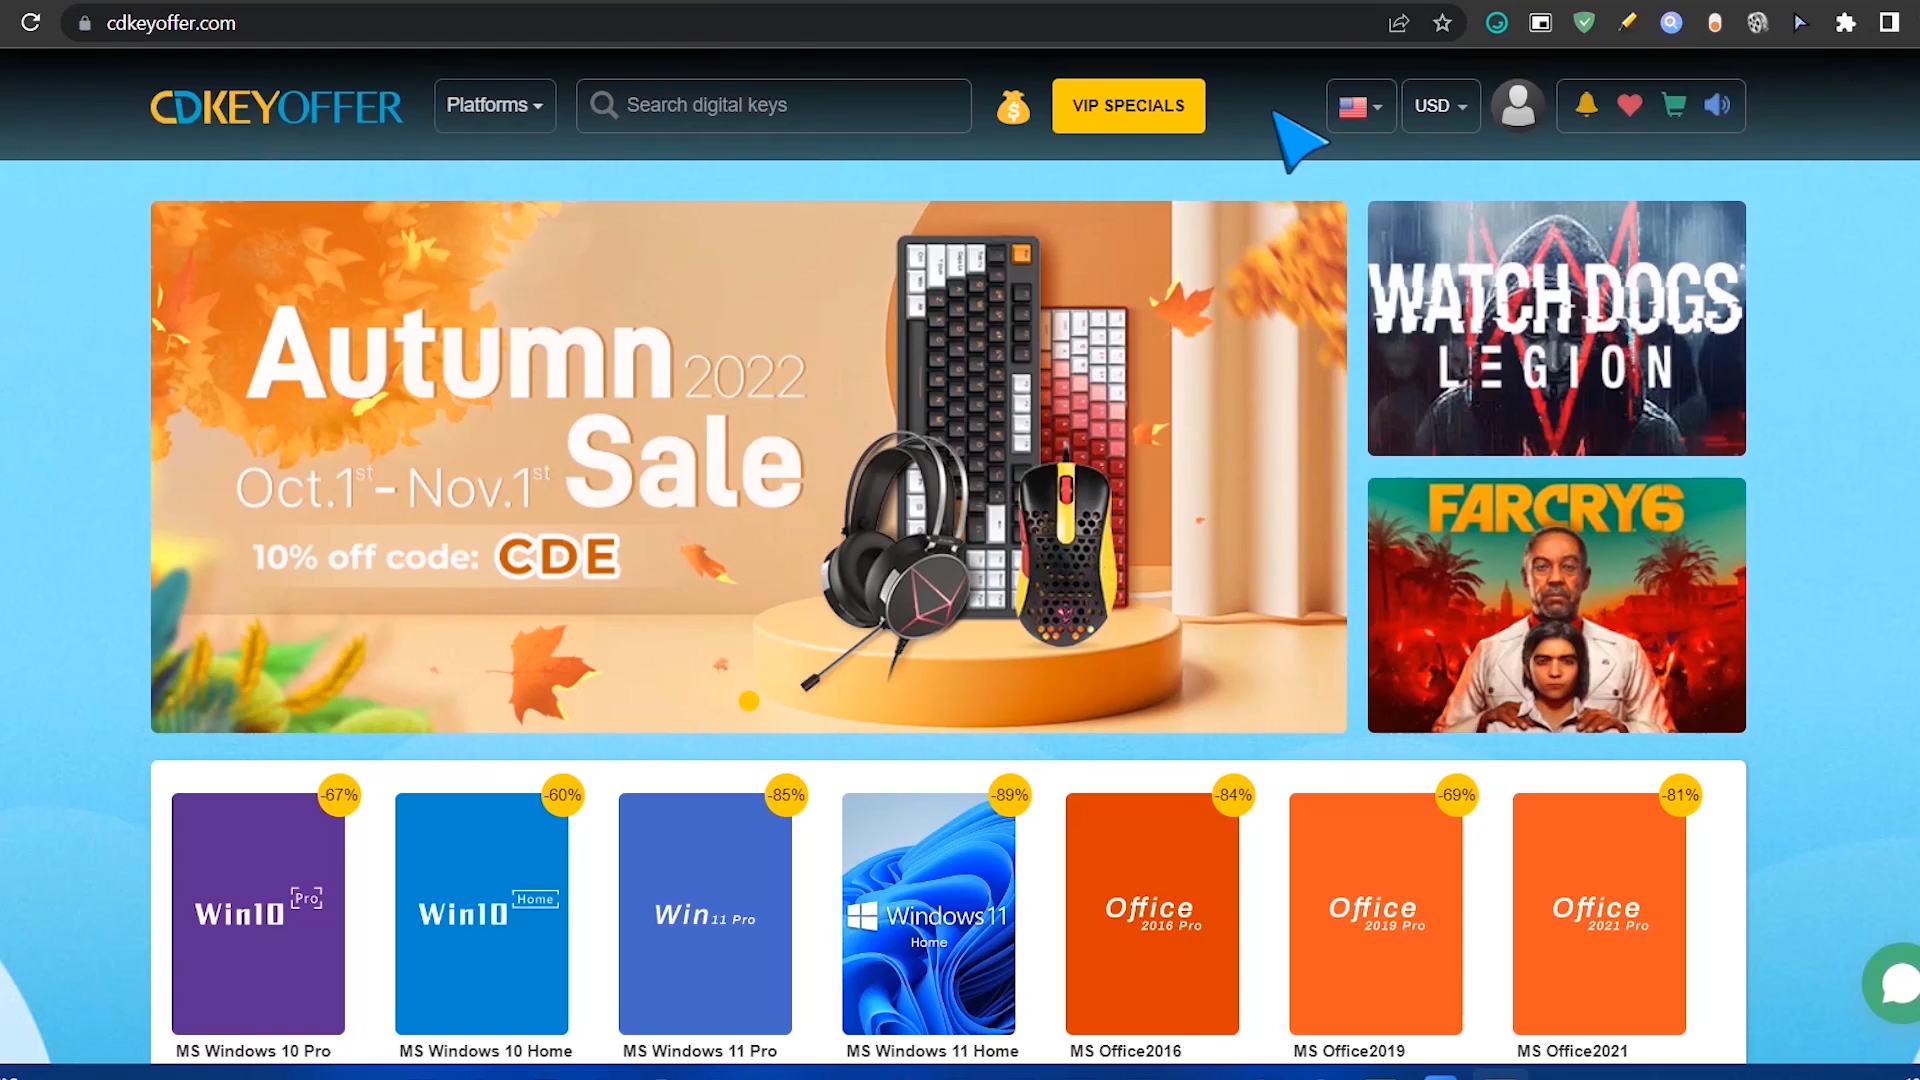 cdkeyoffer.com
CDKEYOFFER
Platforms
Search digital keys
$
VIP SPECIALS
USD
Autumn 2022
Oct.1st - Nov.1st Sale
10% off code: CDE
WATCH DOGS
LEGION
FARCRY6
-67%
-60%
-85%
-89%
-84%
-69%
-81%
Win10 Pro
Win10 Home
Win 11 Pro
Windows 11
Home
Office
2016 Pro
Office
2019 Pro
Office
2021 Pro
MS Windows 10 Pro
MS Windows 10 Home
MS Windows 11 Pro
MS Windows 11 Home
MS Office2016
MS Office2019
MS Office2021